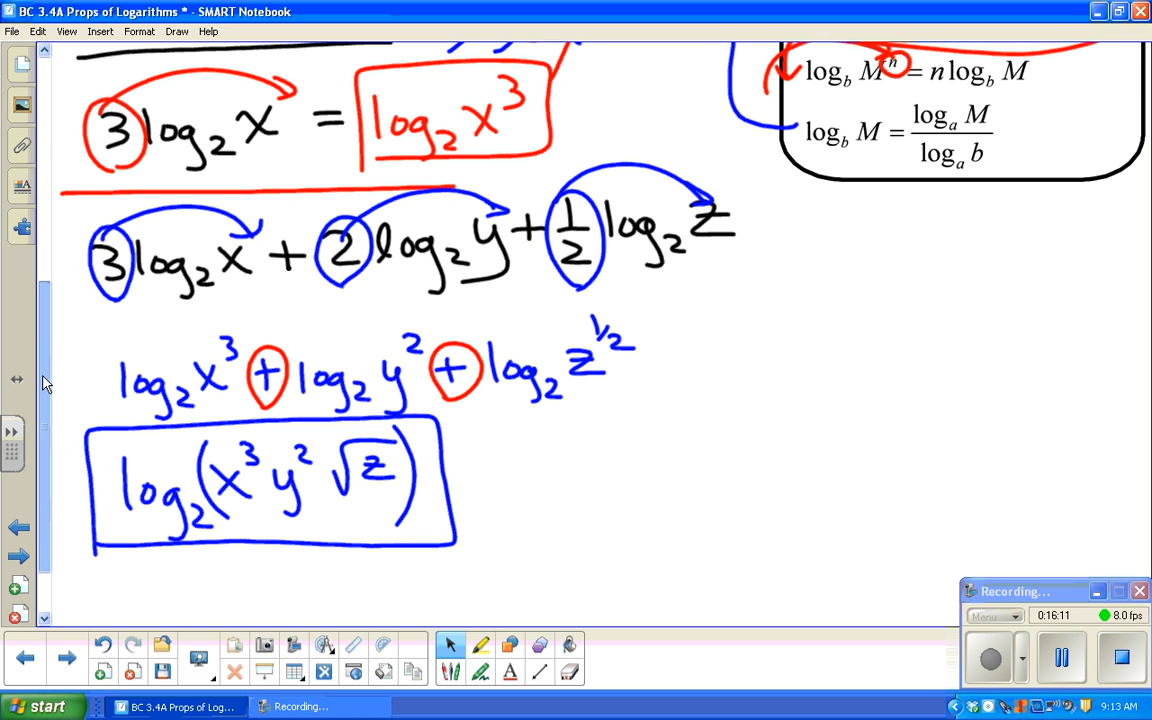 BC 3.4A Props of Logarithms * - SMART Notebook
File Edit View Insert Format Draw Help
log_b M^n = n log_b M
3 log₂ x = log₂ x³
log_b M = log_a M / log_a b
3 log₂ x + 2 log₂ y + 1/2 log₂ z
log₂ x³ + log₂ y² + log₂ z^1/2
log₂(x³ y² √z)
Recording...
Menu 0:16:11 8.0 fps
start BC 3.4A Props of Log... Recording... 9:13 AM